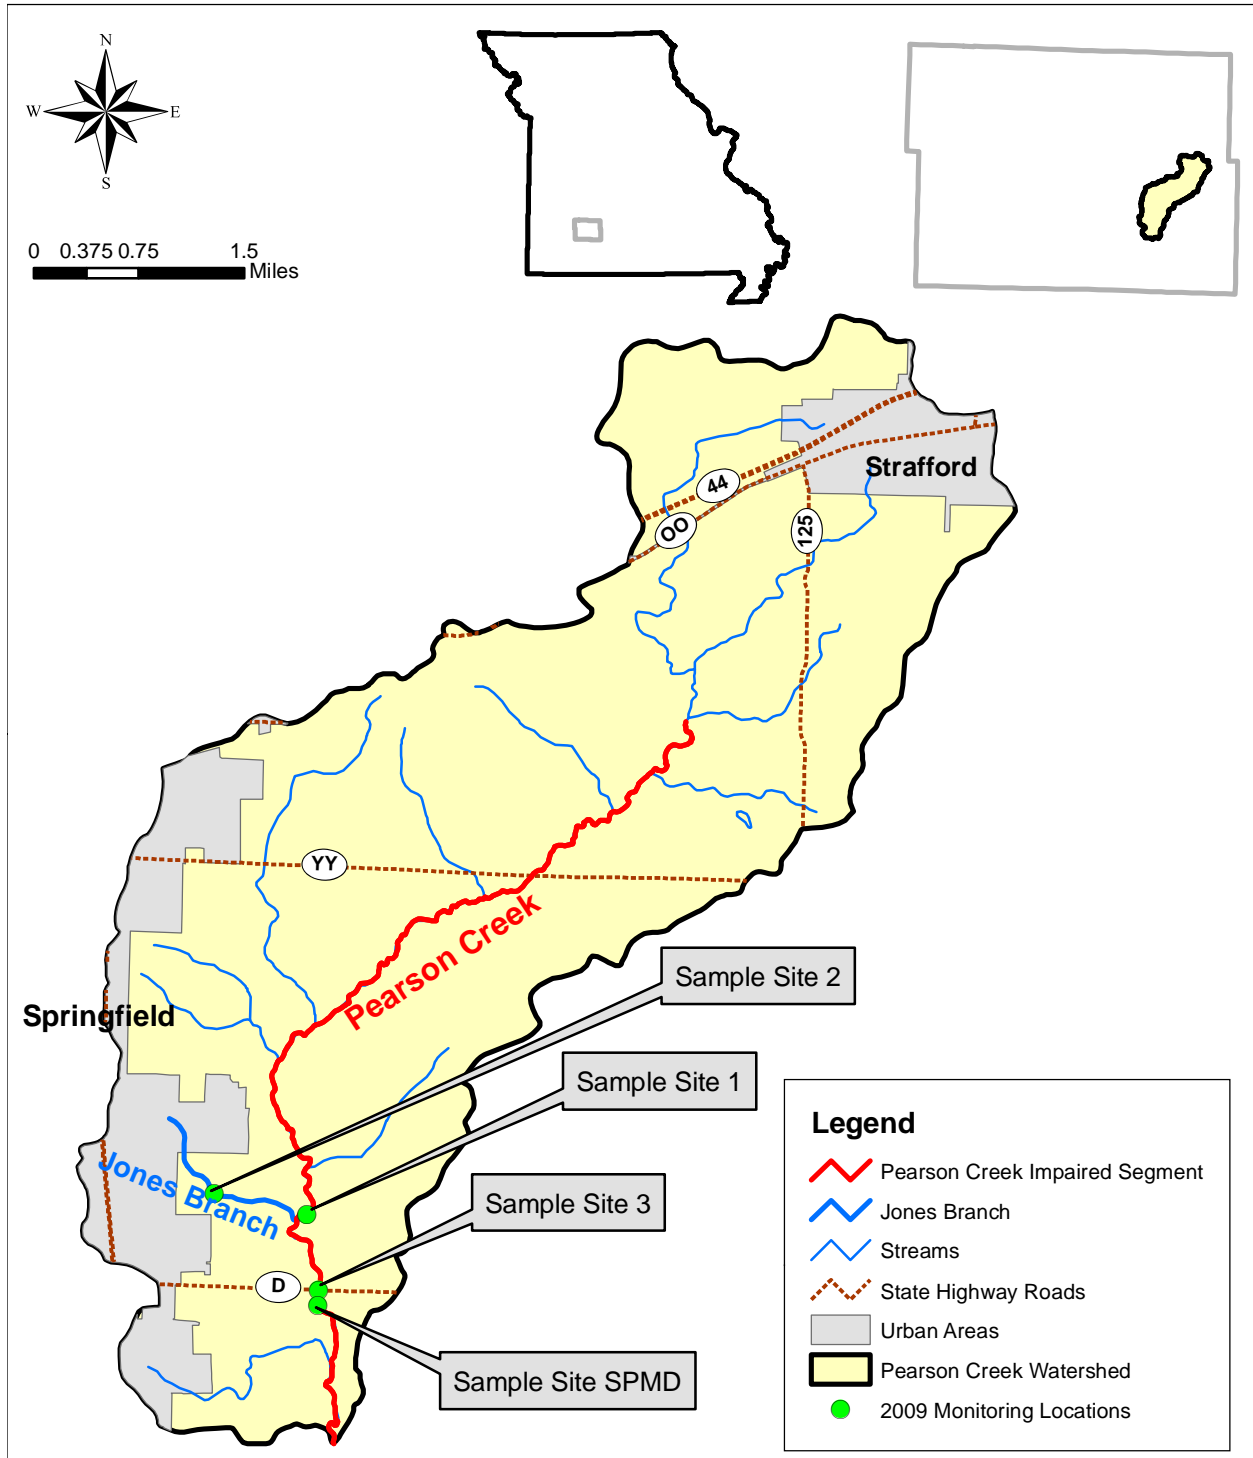 N
W E
S
0 0.375 0.75 1.5
Miles
Strafford
44
OO
125
YY
Pearson Creek
Sample Site 2
Springfield
Sample Site 1
Jones Branch
Sample Site 3
D
Sample Site SPMD
Legend
Pearson Creek Impaired Segment
Jones Branch
Streams
State Highway Roads
Urban Areas
Pearson Creek Watershed
2009 Monitoring Locations